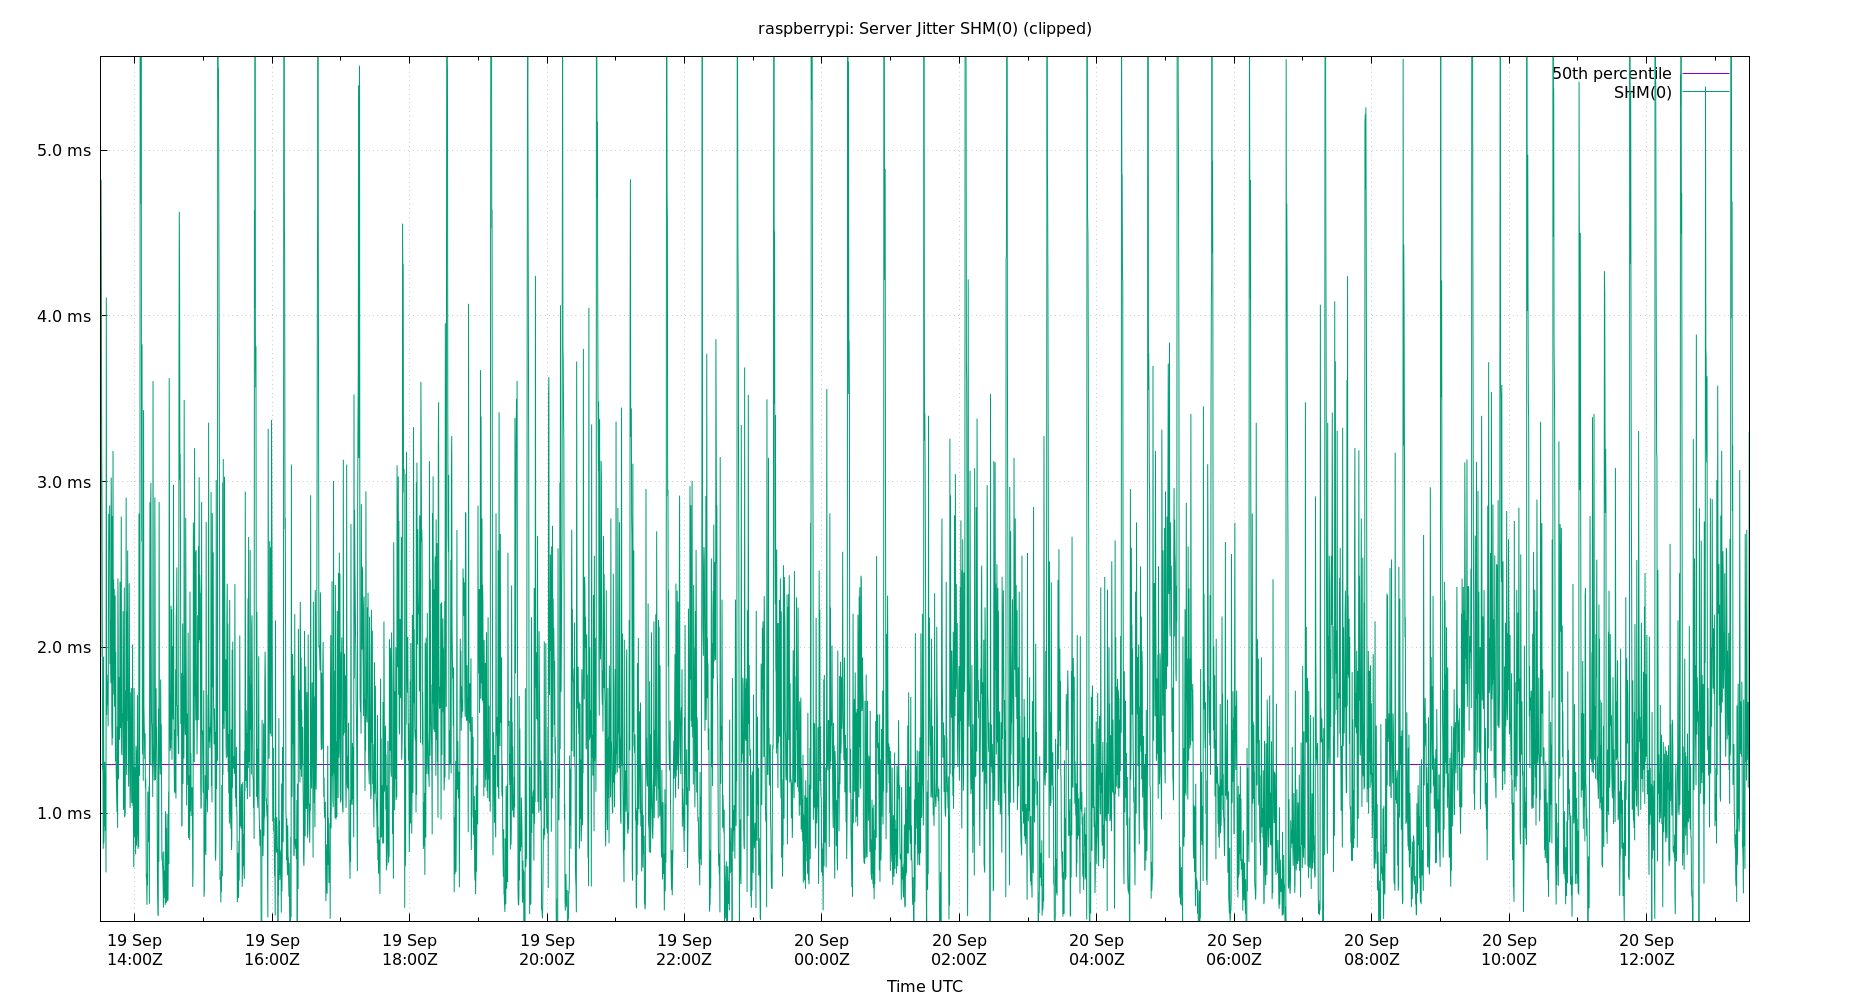 raspberrypi: Server Jitter SHM(0) (clipped)
50th percentile
SHM(0)
5.0 ms
4.0 ms
3.0 ms
2.0 ms
1.0 ms
19 Sep 19 Sep 19 Sep 19 Sep 19 Sep 20 Sep 20 Sep 20 Sep 20 Sep 20 Sep 20 Sep 20 Sep
14:00Z 16:00Z 18:00Z 20:00Z 22:00Z 00:00Z 02:00Z 04:00Z 06:00Z 08:00Z 10:00Z 12:00Z
Time UTC